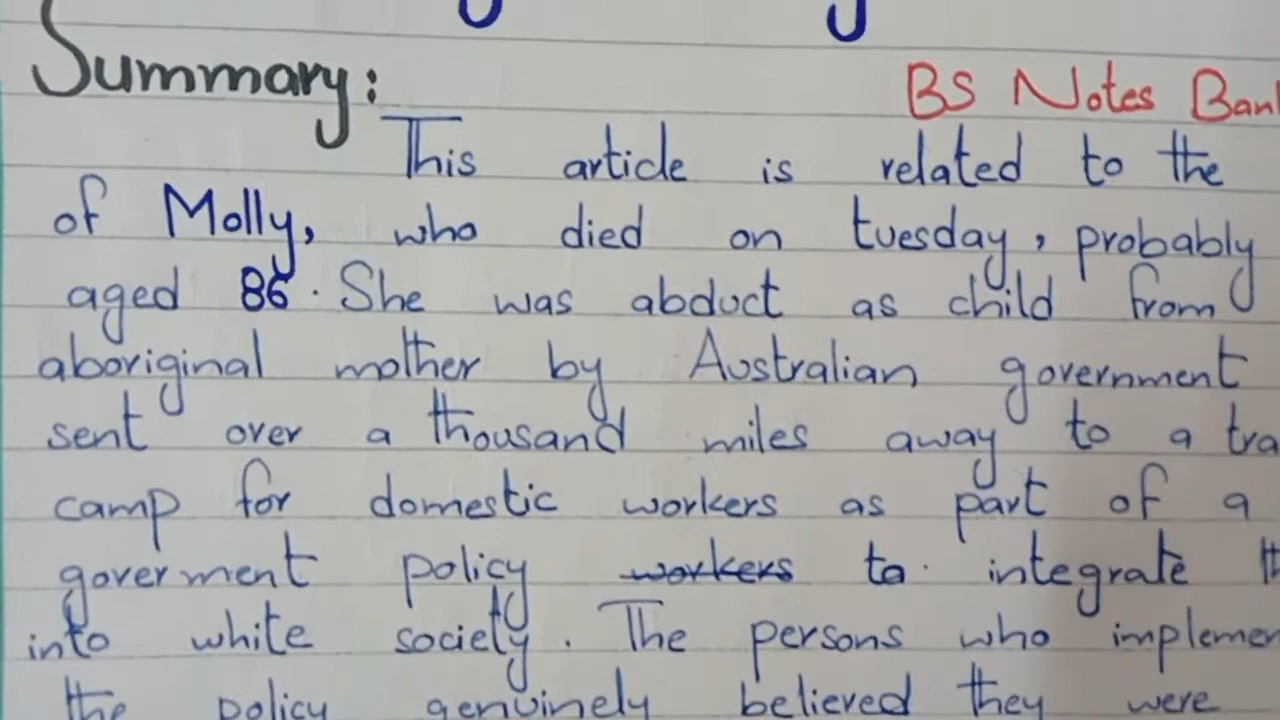 Summary:
BS Notes
This article is related to the
of Molly, who died on tuesday, probably
aged 86. She was abduct as child from
aboriginal mother by Australian government
sent over a thousand miles away to a
camp for domestic workers as part of a
goverment policy workers to integrate
into white society. The persons who
the policy genuinely believed they were